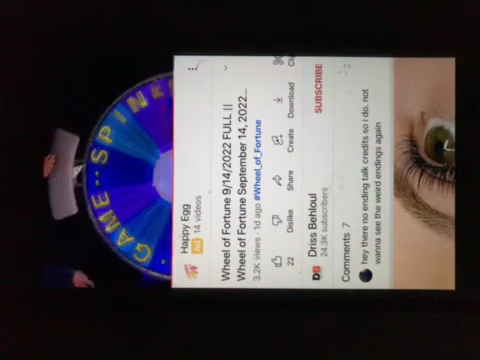 GAME·SPIN
Happy Egg
Ad 14 videos
Wheel of Fortune 9/14/2022 FULL ||
Wheel of Fortune September 14, 2022...
3.2K views · 1d ago #Wheel_of_Fortune
22 Dislike Share Create Download
Driss Behloul
24.3K subscribers
SUBSCRIBE
Comments 7
hey there no ending talk credits so i do. not
wanna see the weird endings again